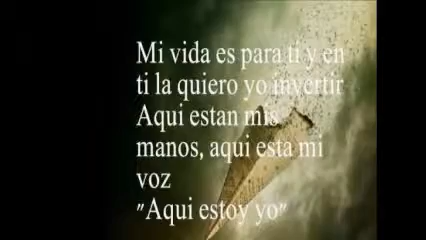 Mi vida es para ti y en
ti la quiero yo invertir
Aqui estan mis
manos, aqui esta mi
voz
"Aqui estoy yo"